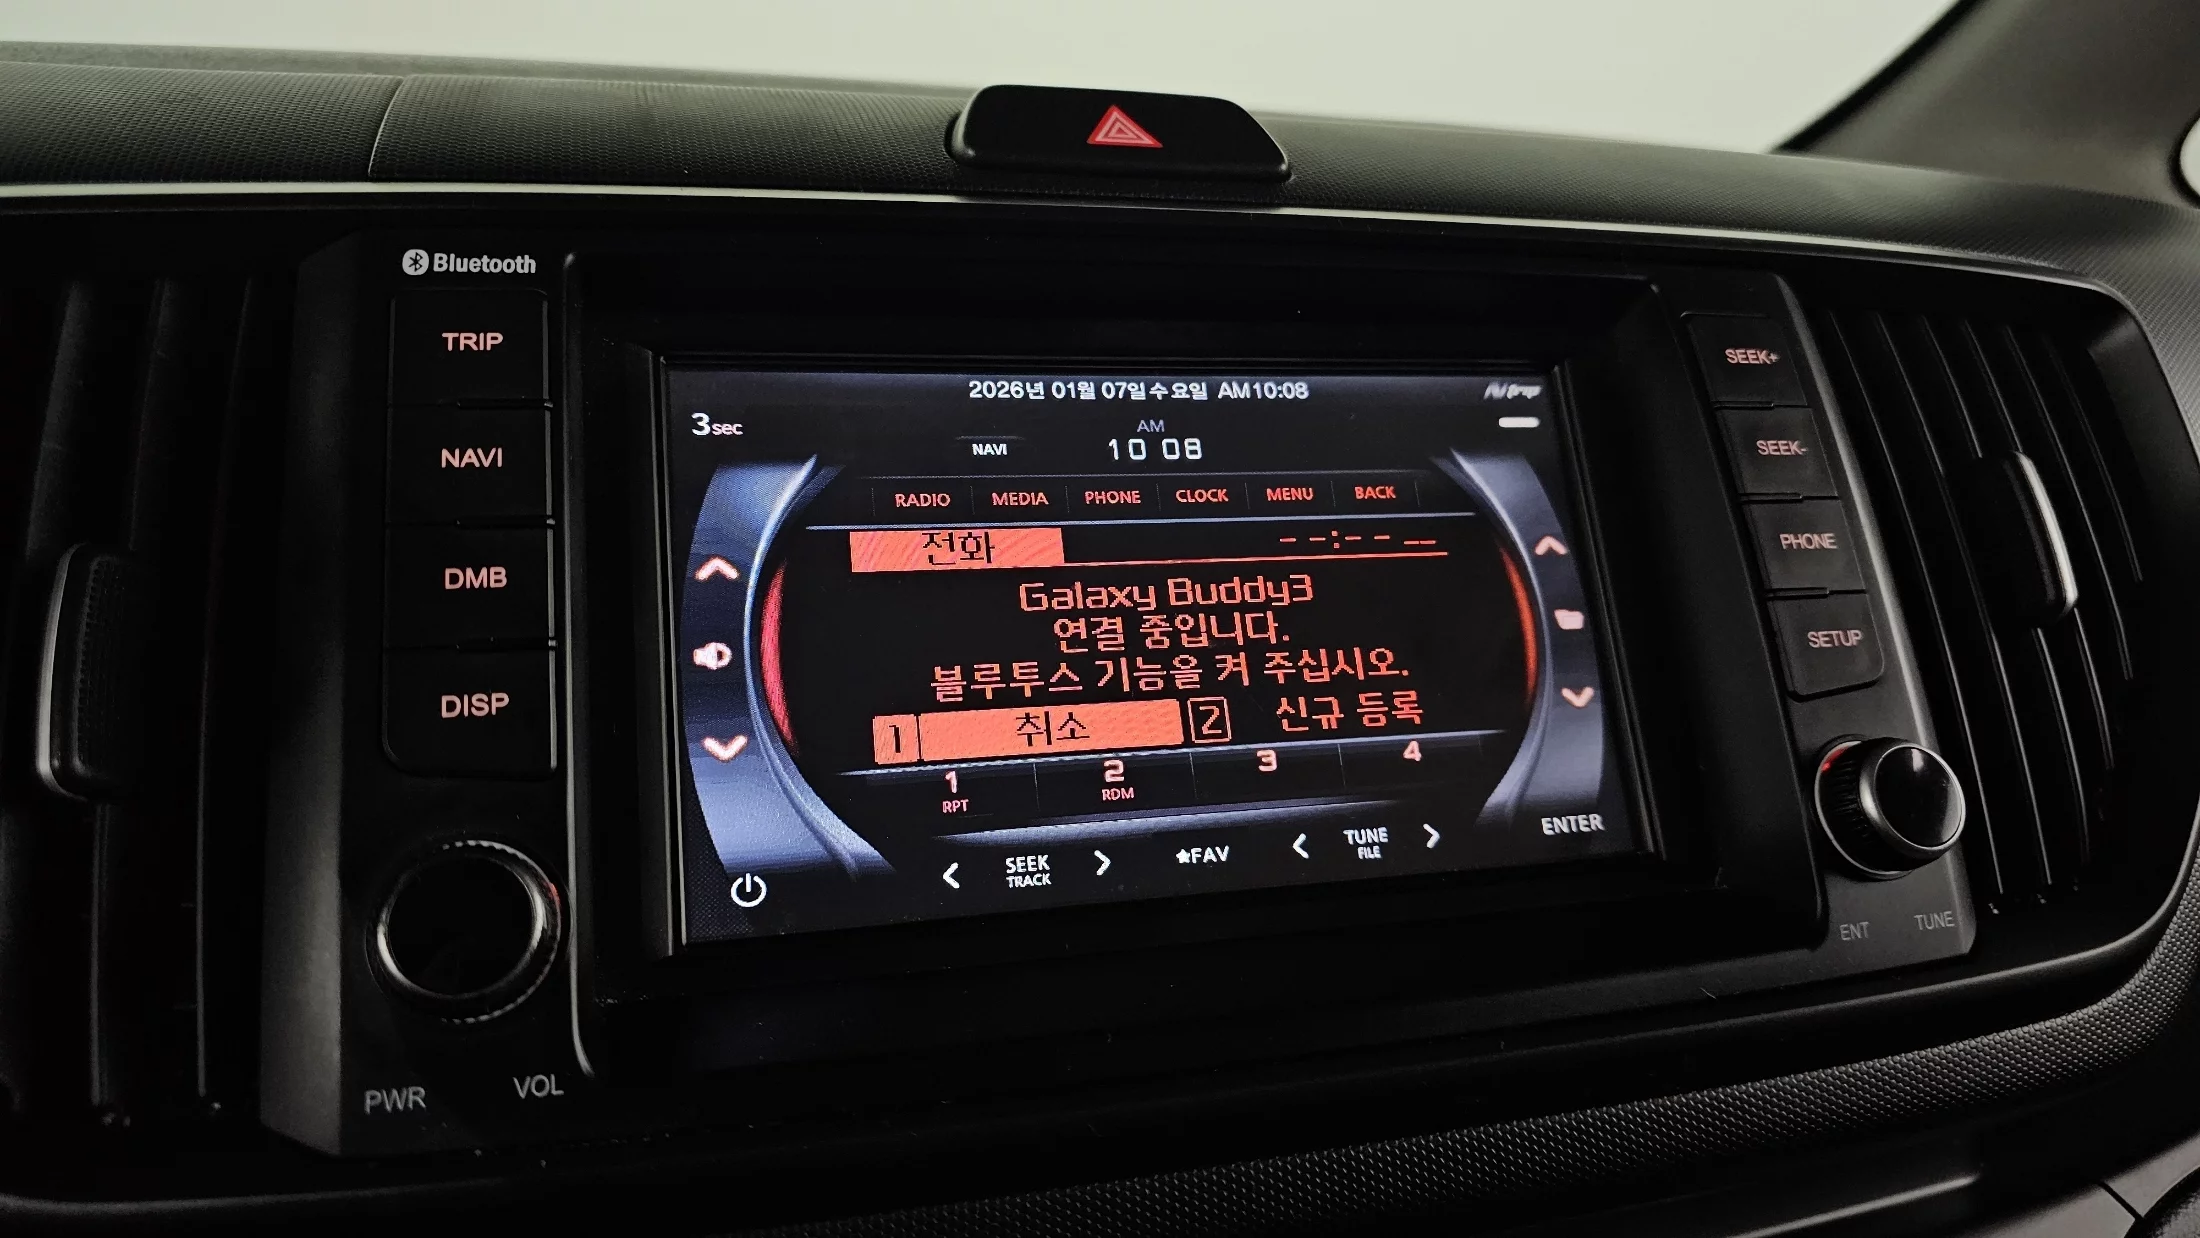 Bluetooth
TRIP
NAVI
DMB
DISP
PWR
VOL
2026년 01월 07일 수요일 AM 10:08
3sec
NAVI
AM
10 08
RADIO MEDIA PHONE CLOCK MENU BACK
전화
--:-- --
Galaxy Buddy3
연결 중입니다.
블루투스 기능을 켜 주십시오.
1 취소 2 신규 등록
1 2 3 4
RPT RDM
SEEK
TRACK
★FAV
TUNE
FILE
ENTER
SEEK+
SEEK-
PHONE
SETUP
ENT
TUNE